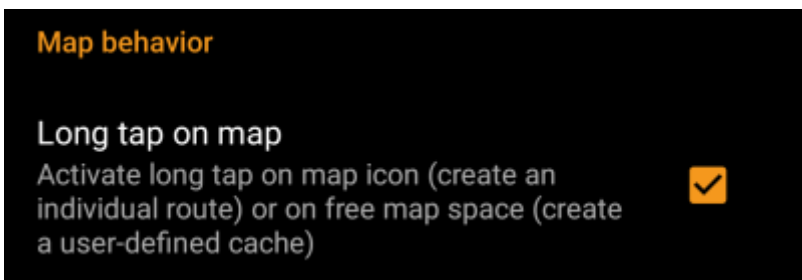 Map behavior
Long tap on map
Activate long tap on map icon (create an
individual route) or on free map space (create
a user-defined cache)